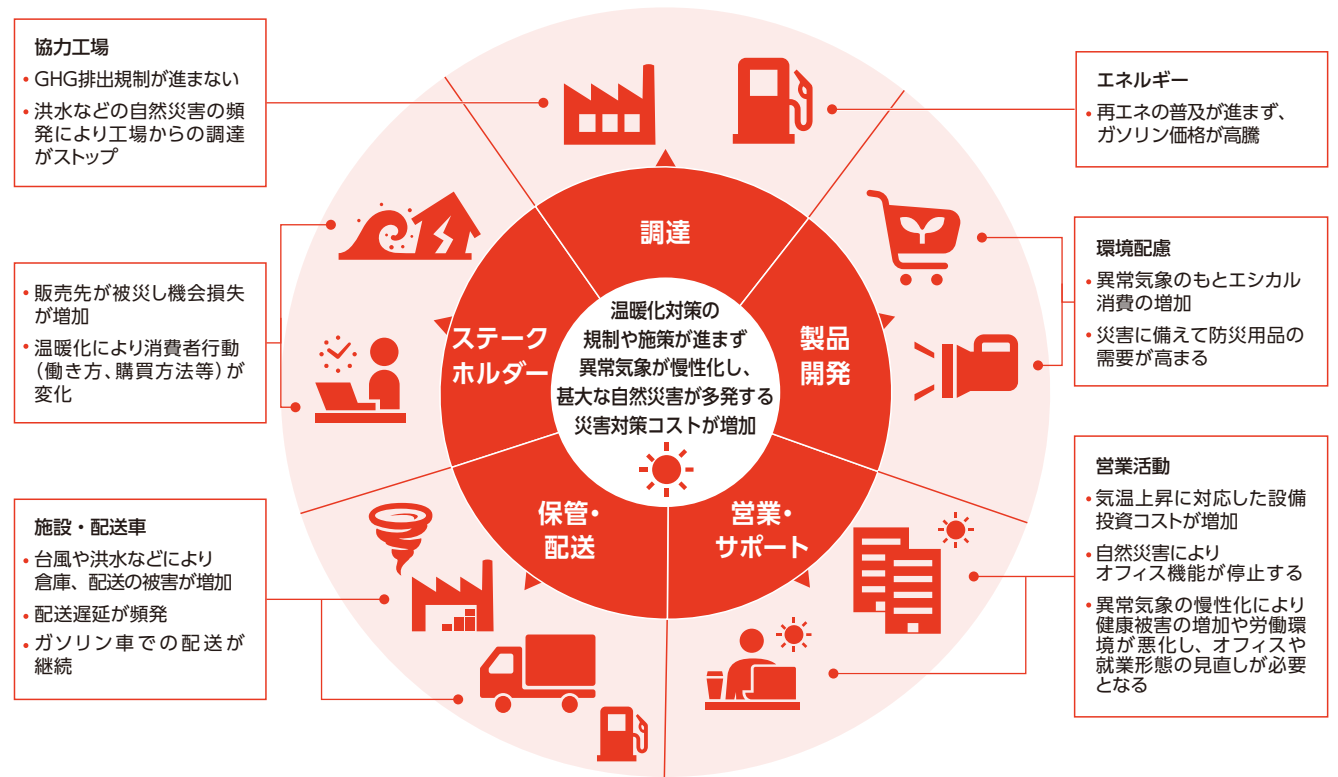 協力工場
・GHG排出規制が進まない
・洪水などの自然災害の頻
発により工場からの調達
がストップ
エネルギー
・再エネの普及が進まず、
ガソリン価格が高騰
・販売先が被災し機会損失
が増加
・温暖化により消費者行動
（働き方、購買方法等）が
変化
環境配慮
・異常気象のもとエシカル
消費の増加
・災害に備えて防災用品の
需要が高まる
施設・配送車
・台風や洪水などにより
倉庫、配送の被害が増加
・配送遅延が頻発
・ガソリン車での配送が
継続
営業活動
・気温上昇に対応した設備
投資コストが増加
・自然災害により
オフィス機能が停止する
・異常気象の慢性化により
健康被害の増加や労働環
境が悪化し、オフィスや
就業形態の見直しが必要
となる
調達
製品
開発
営業・
サポート
保管・
配送
ステーク
ホルダー
温暖化対策の
規制や施策が進まず
異常気象が慢性化し、
甚大な自然災害が多発する
災害対策コストが増加